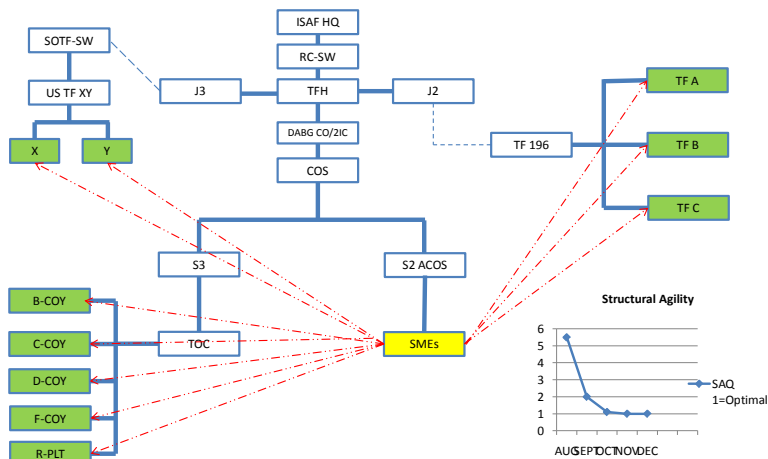 ISAF HQ
SOTF-SW
RC-SW
US TF XY
J3
TFH
J2
TF A
DABG CO/2IC
TF 196
TF B
X
Y
COS
TF C
S3
S2 ACOS
B-COY
C-COY
TOC
SMEs
D-COY
F-COY
R-PLT
Structural Agility
6
5
4
3
2
1
0
AUG SEPT OCT NOV DEC
SAQ
1=Optimal